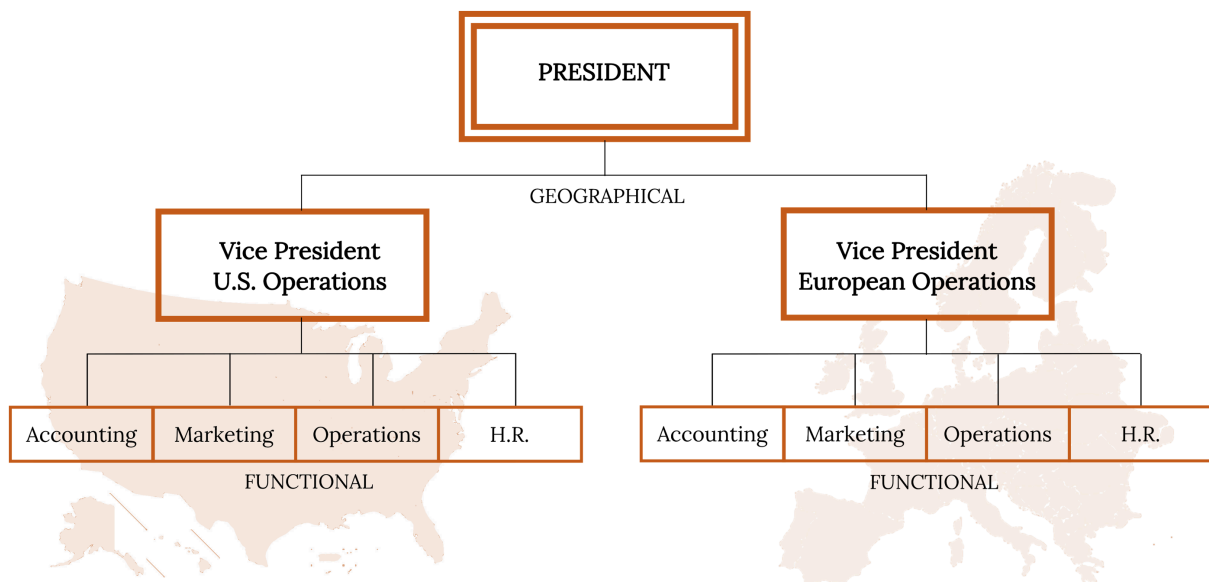 PRESIDENT
GEOGRAPHICAL
Vice President
U.S. Operations
Vice President
European Operations
Accounting Marketing Operations H.R.
Accounting Marketing Operations H.R.
FUNCTIONAL
FUNCTIONAL